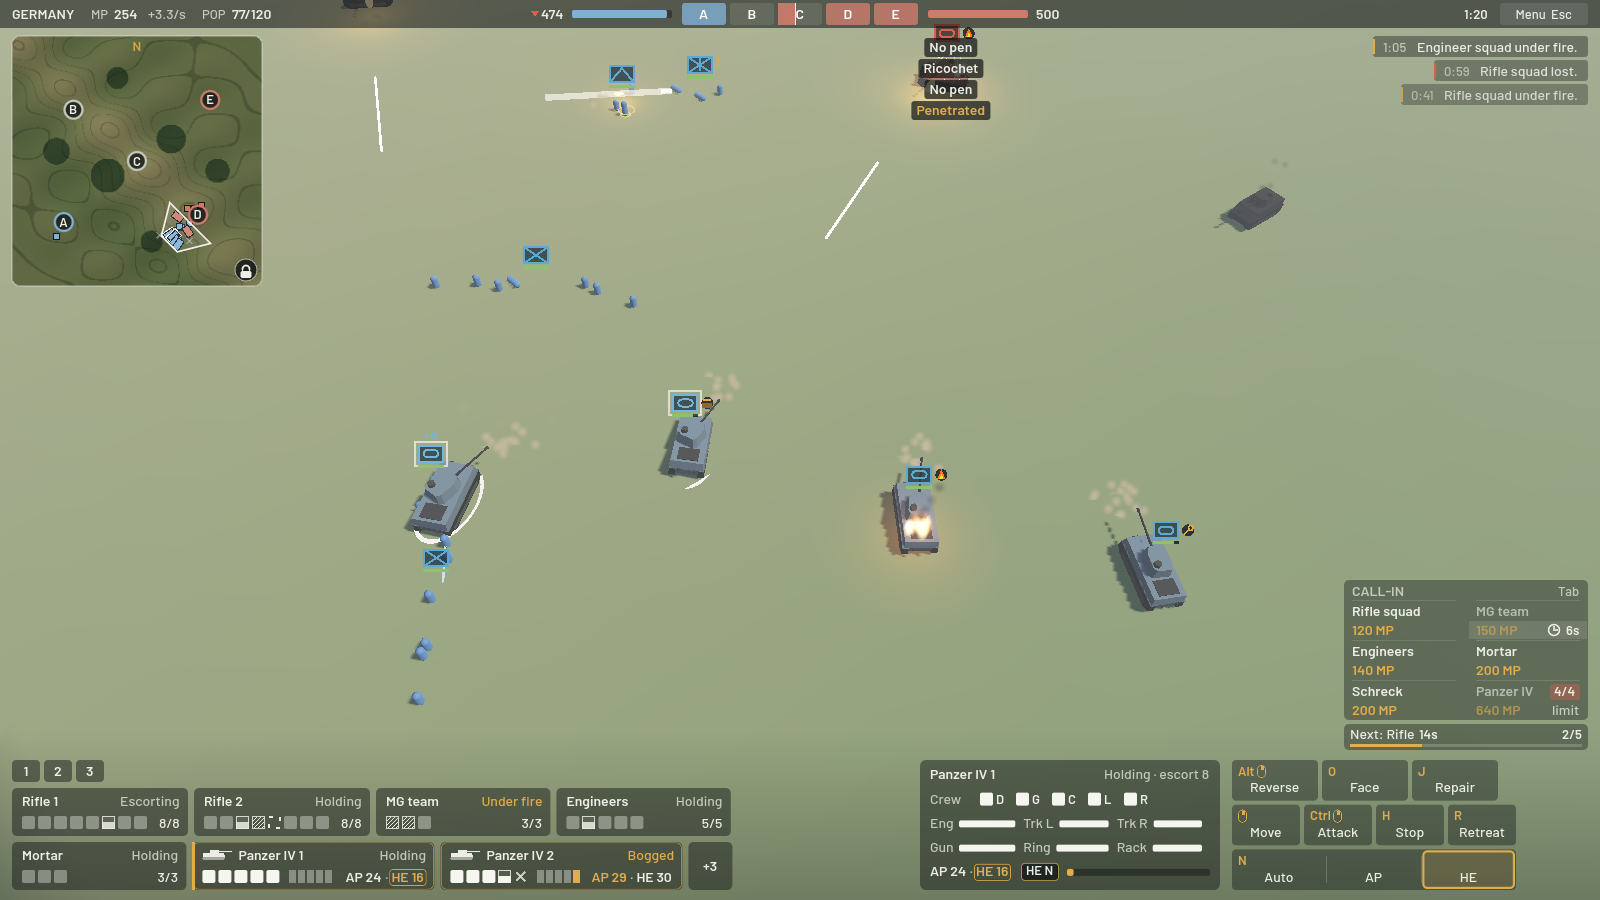 GERMANY MP 254 +3.3/s POP 77/120 474 A B C D E 500 1:20 Menu Esc
N
B
E
C
A
D
1:05 Engineer squad under fire.
0:59 Rifle squad lost.
0:41 Rifle squad under fire.
No pen
Ricochet
No pen
Penetrated
CALL-IN Tab
Rifle squad MG team
120 MP 150 MP 6s
Engineers Mortar
140 MP 200 MP
Schreck Panzer IV 4/4
200 MP 640 MP limit
Next: Rifle 14s 2/5
1 2 3
Rifle 1 Escorting
8/8
Rifle 2 Holding
8/8
MG team Under fire
3/3
Engineers Holding
5/5
Mortar Holding
3/3
Panzer IV 1 Holding
AP 24 · HE 16
Panzer IV 2 Bogged
AP 29 · HE 30
+3
Panzer IV 1 Holding · escort 8
Crew D G C L R
Eng Trk L Trk R
Gun Ring Rack
AP 24 · HE 16 HE N
Alt Reverse
O Face
J Repair
Move
Ctrl Attack
H Stop
R Retreat
N Auto
AP
HE